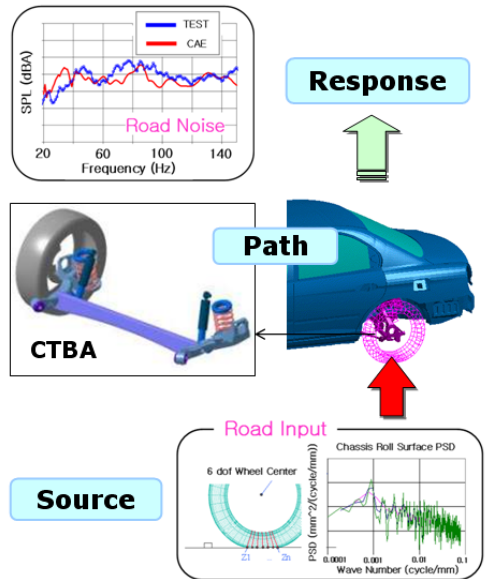 TEST
CAE
SPL (dBA)
Road Noise
20 60 100 140
Frequency (Hz)
Response
Path
CTBA
Road Input
Source
6 dof Wheel Center
Z1 .. Zn
Chassis Roll Surface PSD
PSD (mm^2/(cycle/mm))
0.0001 0.001 0.01 0.1
Wave Number (cycle/mm)